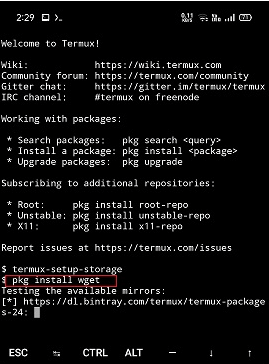 2:29
0.11
KB/s
4G
71
Welcome to Termux!
Wiki: https://wiki.termux.com
Community forum: https://termux.com/community
Gitter chat: https://gitter.im/termux/termux
IRC channel: #termux on freenode
Working with packages:
* Search packages: pkg search <query>
* Install a package: pkg install <package>
* Upgrade packages: pkg upgrade
Subscribing to additional repositories:
* Root: pkg install root-repo
* Unstable: pkg install unstable-repo
* X11: pkg install x11-repo
Report issues at https://termux.com/issues
$ termux-setup-storage
$ pkg install wget
Testing the available mirrors:
[*] https://dl.bintray.com/termux/termux-package
s-24:
ESC ↹ CTRL ALT — ↓ ↑